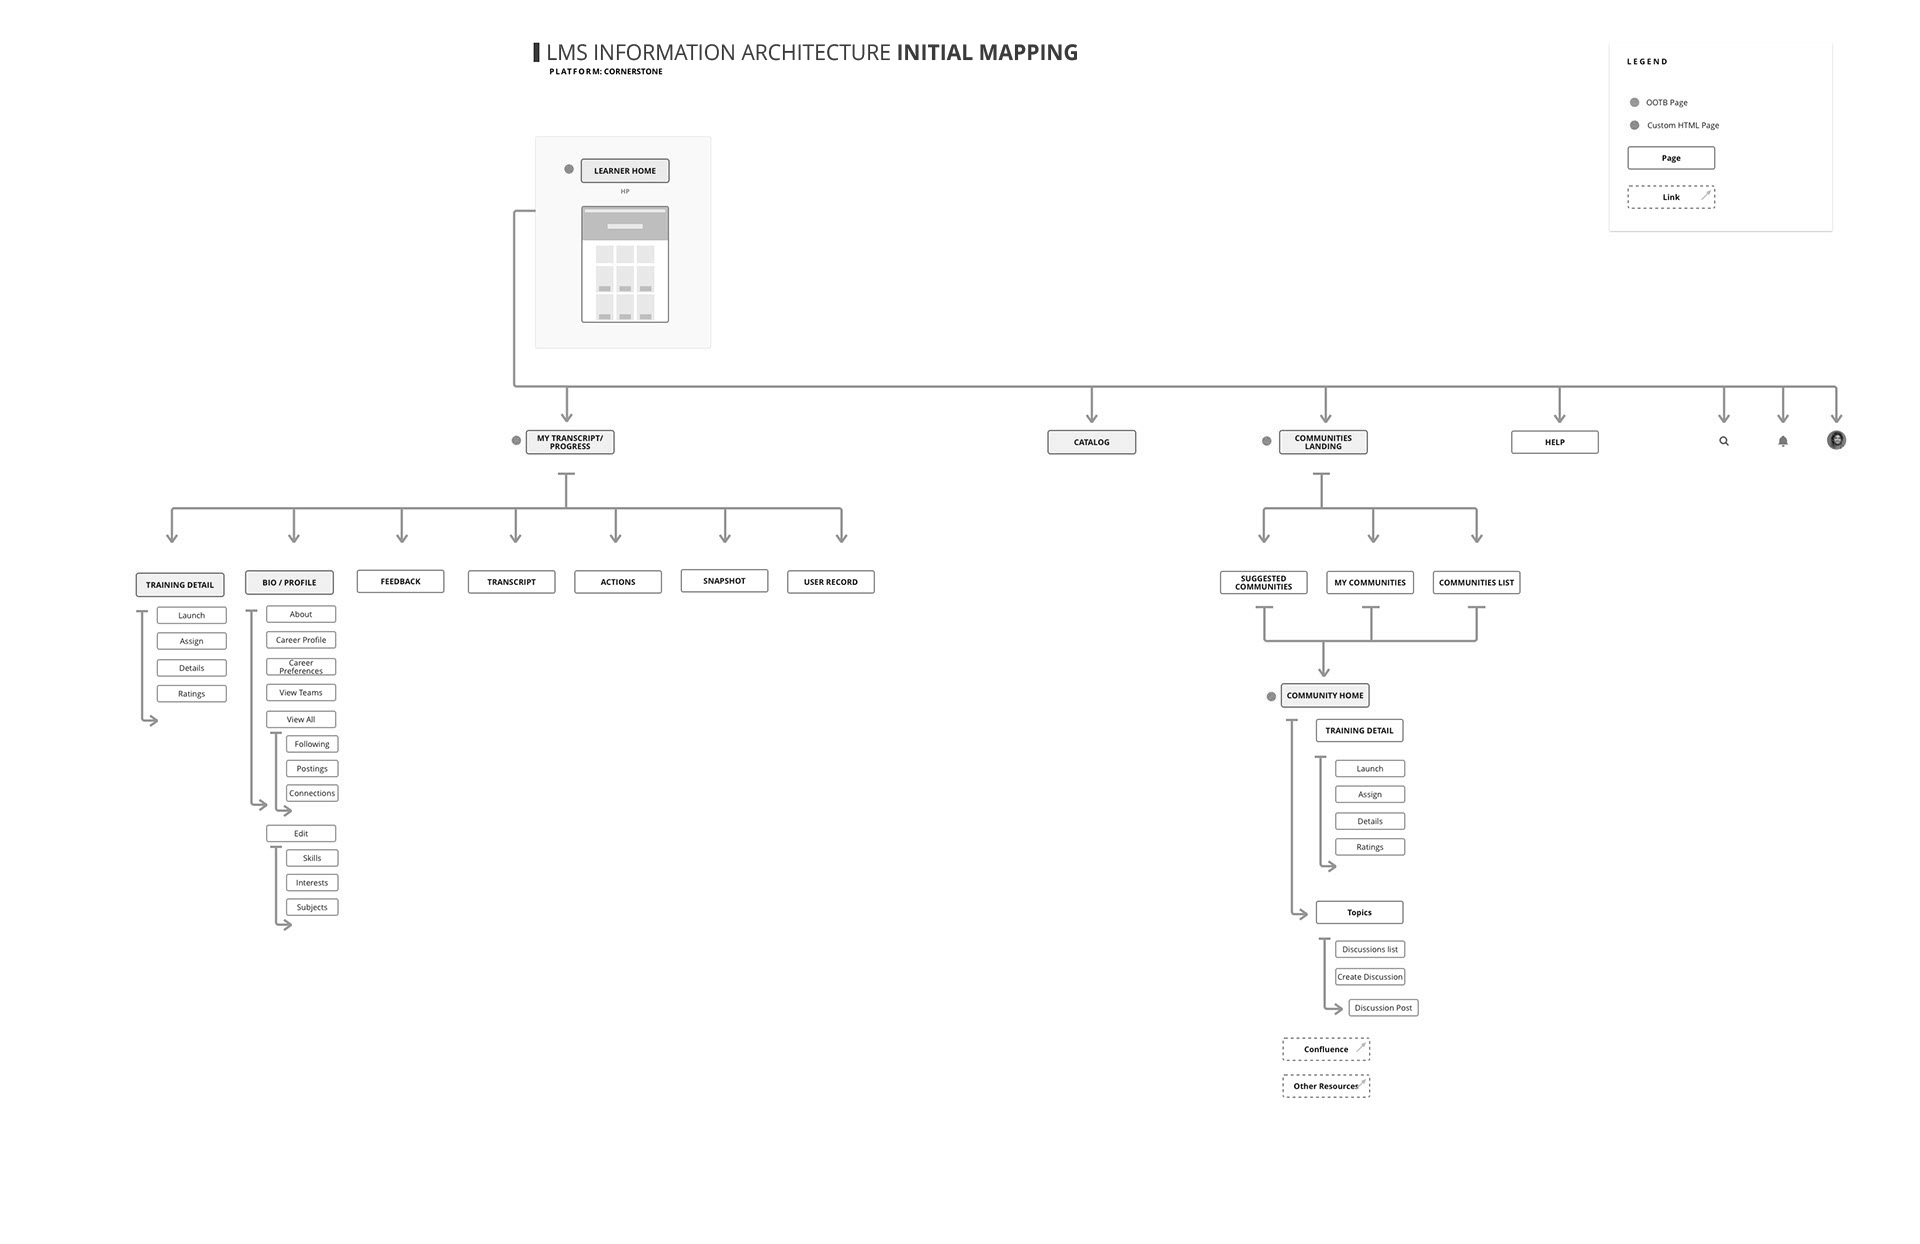 LMS INFORMATION ARCHITECTURE INITIAL MAPPING
PLATFORM: CORNERSTONE
LEGEND
OOTB Page
Custom HTML Page
Page
Link
LEARNER HOME
HP
MY TRANSCRIPT/
PROGRESS
CATALOG
COMMUNITIES
LANDING
HELP
TRAINING DETAIL
Launch
Assign
Details
Ratings
BIO / PROFILE
About
Career Profile
Career
Preferences
View Teams
View All
Following
Postings
Connections
Edit
Skills
Interests
Subjects
FEEDBACK
TRANSCRIPT
ACTIONS
SNAPSHOT
USER RECORD
SUGGESTED
COMMUNITIES
MY COMMUNITIES
COMMUNITIES LIST
COMMUNITY HOME
TRAINING DETAIL
Launch
Assign
Details
Ratings
Topics
Discussions list
Create Discussion
Discussion Post
Confluence
Other Resources